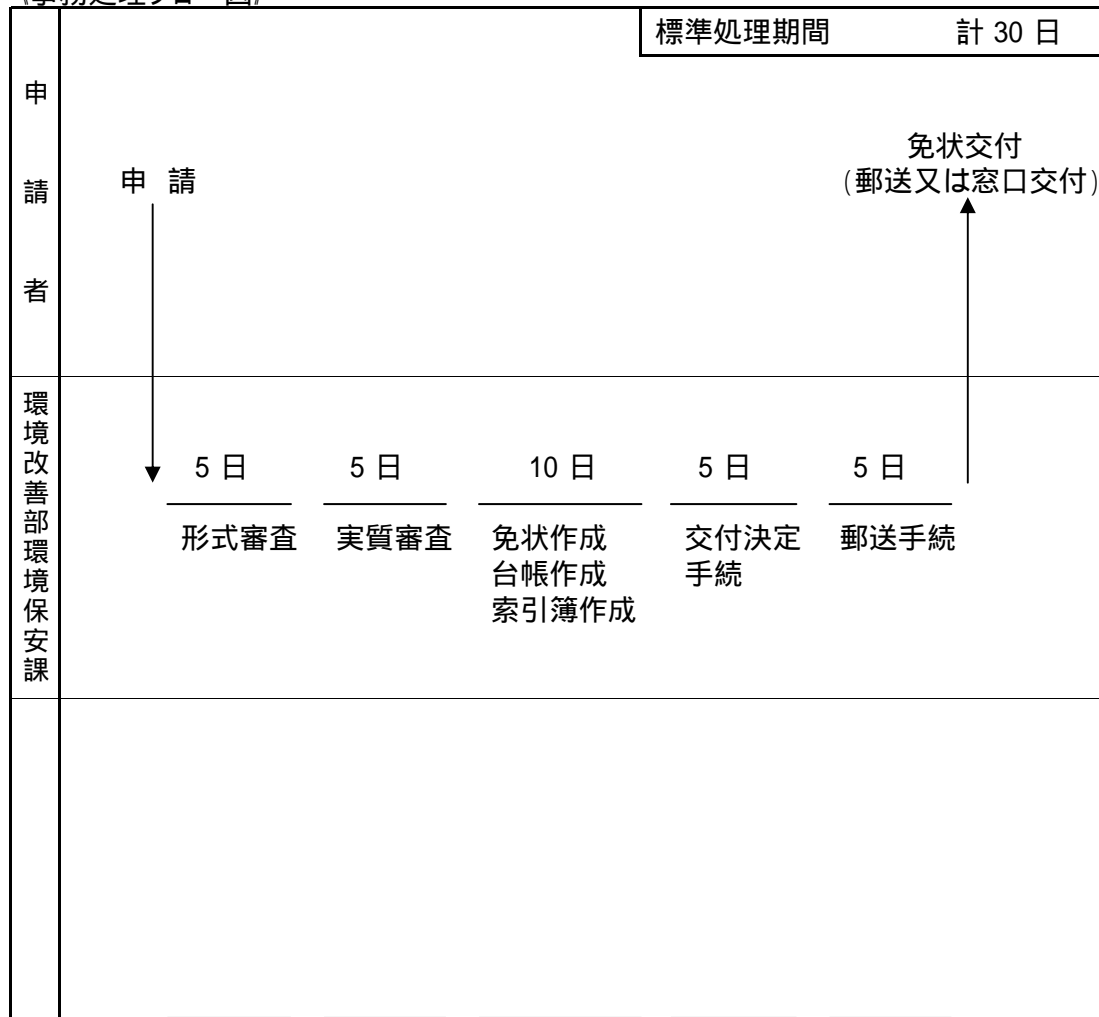 標準処理期間 計 30 日
申請者
申 請
免状交付
(郵送又は窓口交付)
環境改善部環境保安課
5 日 5 日 10 日 5 日 5 日
形式審査 実質審査 免状作成 交付決定 郵送手続
台帳作成 手続
索引簿作成